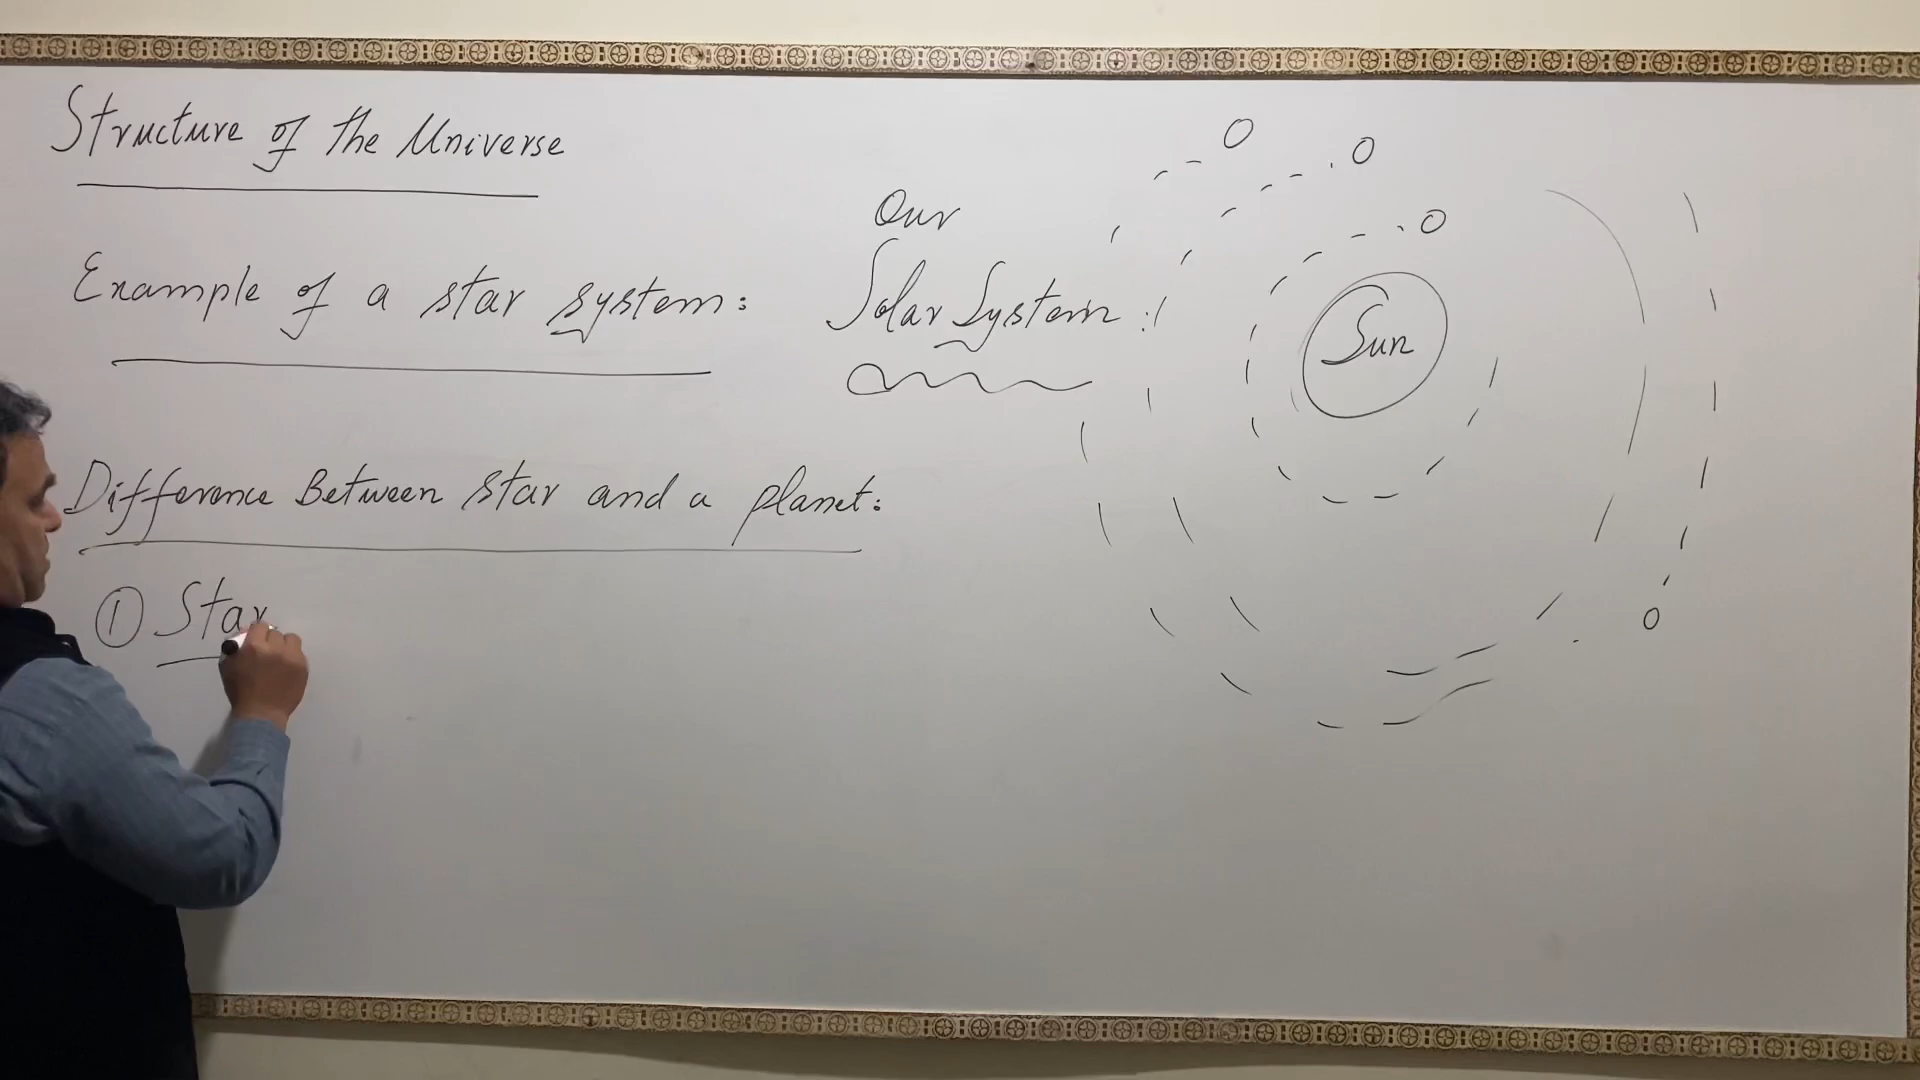 Structure of the Universe
Example of a star system:
Our
Solar System:
Sun
Difference Between star and a planet:
① Star